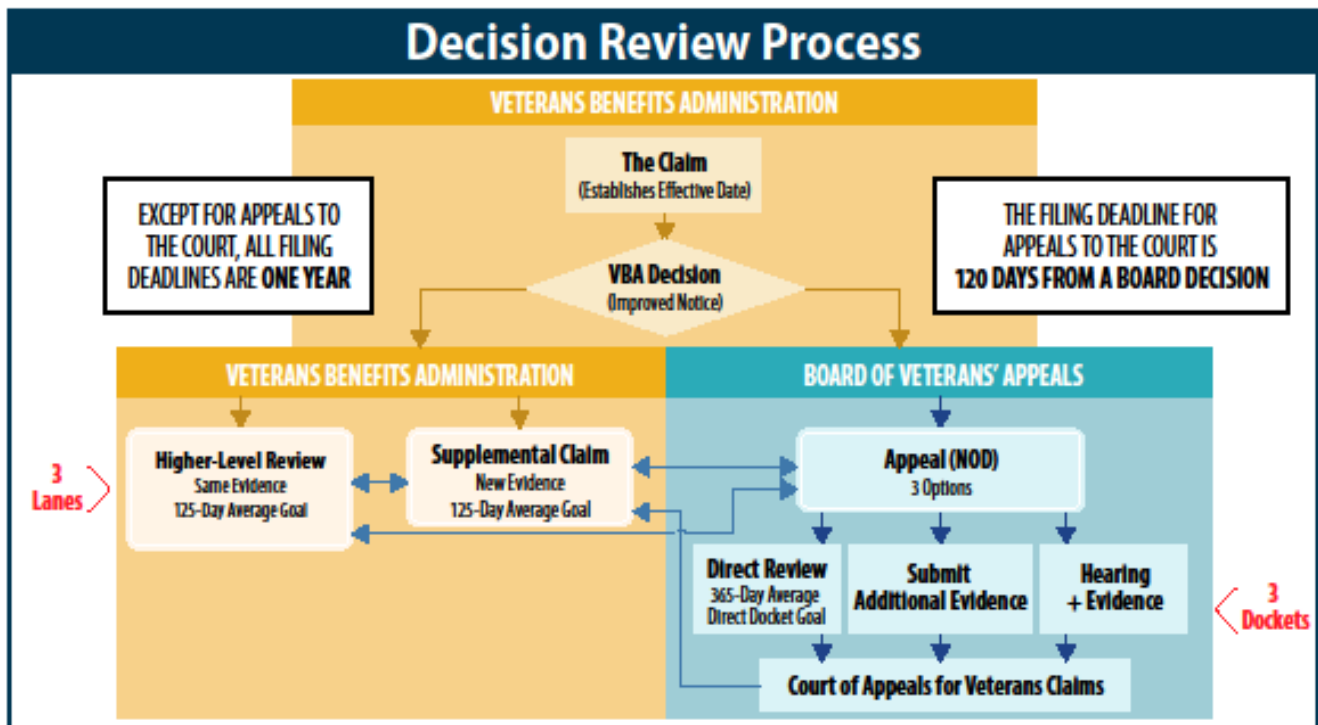 Decision Review Process
VETERANS BENEFITS ADMINISTRATION
The Claim
(Establishes Effective Date)
EXCEPT FOR APPEALS TO
THE COURT, ALL FILING
DEADLINES ARE ONE YEAR
THE FILING DEADLINE FOR
APPEALS TO THE COURT IS
120 DAYS FROM A BOARD DECISION
VBA Decision
(Improved Notice)
VETERANS BENEFITS ADMINISTRATION
BOARD OF VETERANS' APPEALS
3
Lanes
Higher-Level Review
Same Evidence
125-Day Average Goal
Supplemental Claim
New Evidence
125-Day Average Goal
Appeal (NOD)
3 Options
Direct Review
365-Day Average
Direct Docket Goal
Submit
Additional Evidence
Hearing
+ Evidence
3
Dockets
Court of Appeals for Veterans Claims